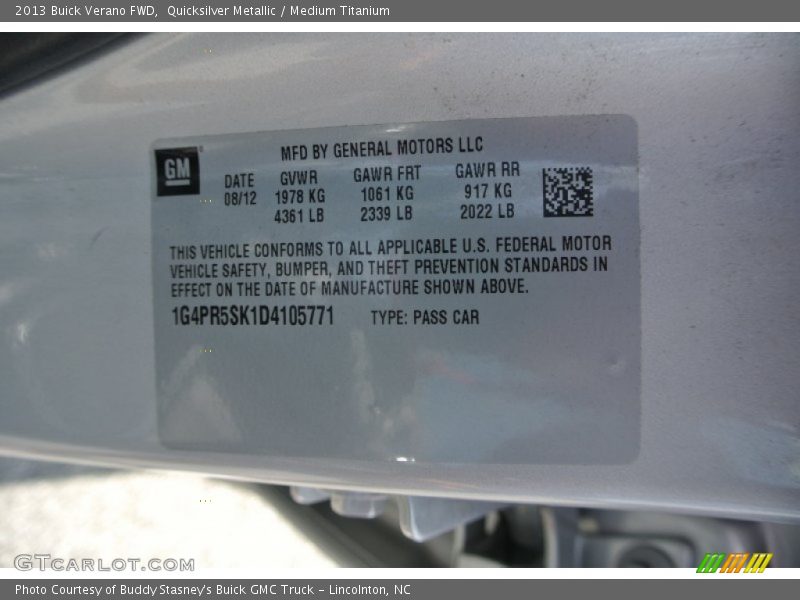 2013 Buick Verano FWD,  Quicksilver Metallic / Medium Titanium
GM
MFD BY GENERAL MOTORS LLC
DATE GVWR GAWR FRT GAWR RR
08/12 1978 KG 1061 KG 917 KG
4361 LB 2339 LB 2022 LB
THIS VEHICLE CONFORMS TO ALL APPLICABLE U.S. FEDERAL MOTOR
VEHICLE SAFETY, BUMPER, AND THEFT PREVENTION STANDARDS IN
EFFECT ON THE DATE OF MANUFACTURE SHOWN ABOVE.
1G4PR5SK1D4105771 TYPE: PASS CAR
GTCARLOT.COM
Photo Courtesy of Buddy Stasney's Buick GMC Truck – Lincolnton, NC